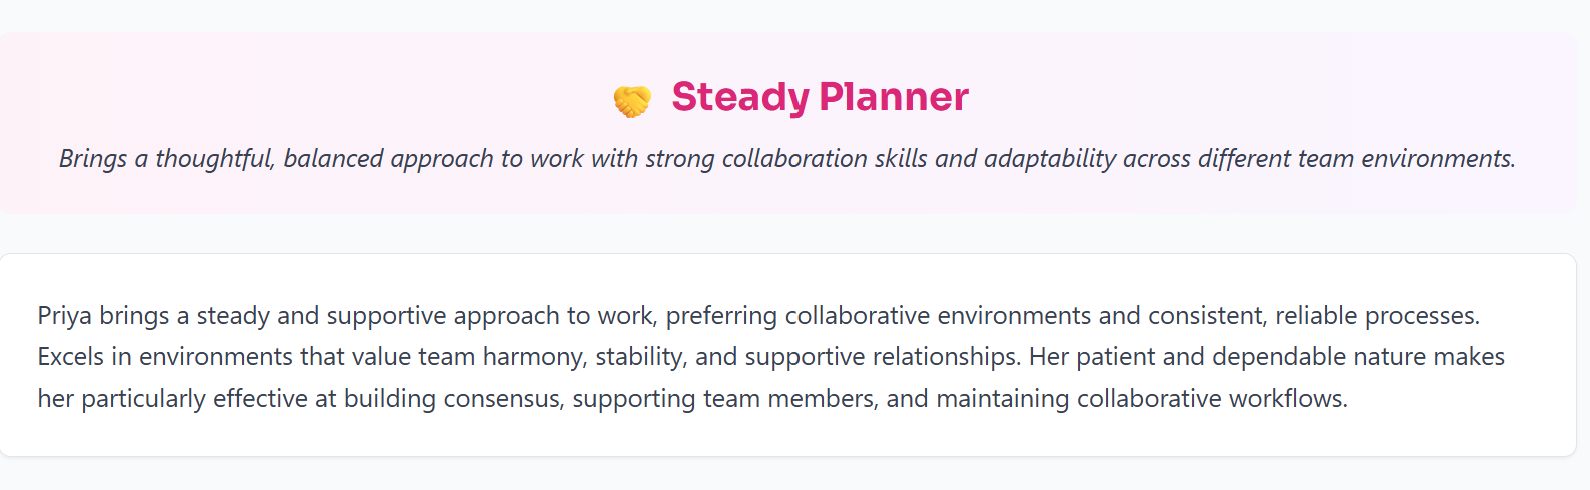 Steady Planner
Brings a thoughtful, balanced approach to work with strong collaboration skills and adaptability across different team environments.
Priya brings a steady and supportive approach to work, preferring collaborative environments and consistent, reliable processes.
Excels in environments that value team harmony, stability, and supportive relationships. Her patient and dependable nature makes
her particularly effective at building consensus, supporting team members, and maintaining collaborative workflows.